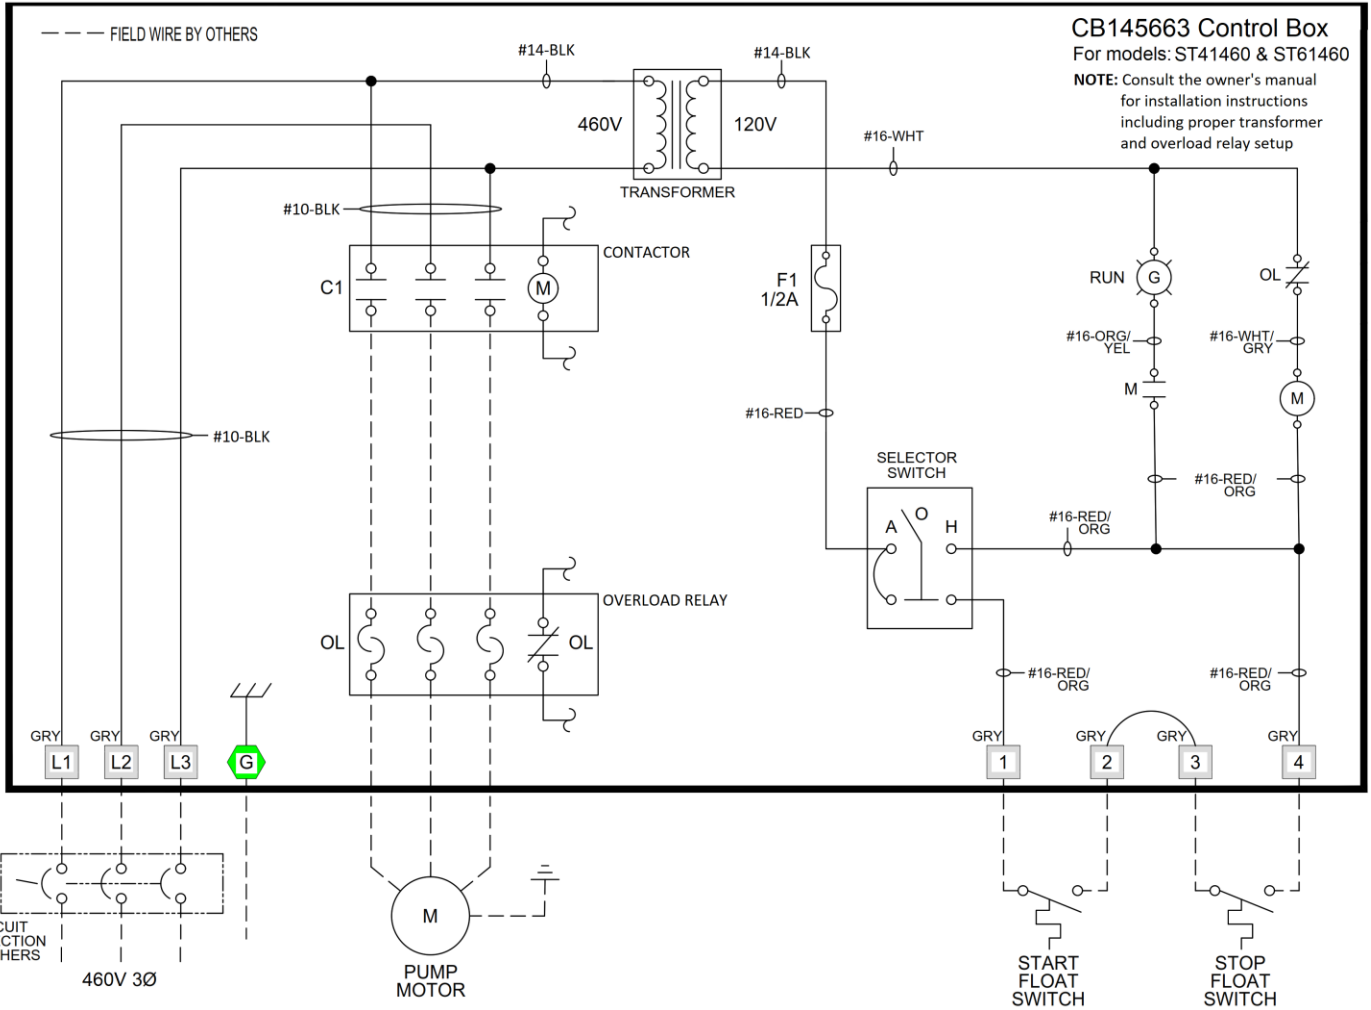 FIELD WIRE BY OTHERS
CB145663 Control Box
For models: ST41460 & ST61460
NOTE: Consult the owner's manual
for installation instructions
including proper transformer
and overload relay setup
#14-BLK
#14-BLK
460V
120V
TRANSFORMER
#16-WHT
#10-BLK
CONTACTOR
C1
M
F1
1/2A
RUN
G
OL
#16-ORG/
YEL
#16-WHT/
GRY
M
M
#16-RED
#10-BLK
SELECTOR
SWITCH
#16-RED/
ORG
A
O
H
#16-RED/
ORG
OVERLOAD RELAY
OL
OL
#16-RED/
ORG
#16-RED/
ORG
GRY
GRY
GRY
GRY
GRY
GRY
GRY
L1
L2
L3
G
1
2
3
4
CUIT
CTION
HERS
460V 3Ø
M
PUMP
MOTOR
START
FLOAT
SWITCH
STOP
FLOAT
SWITCH